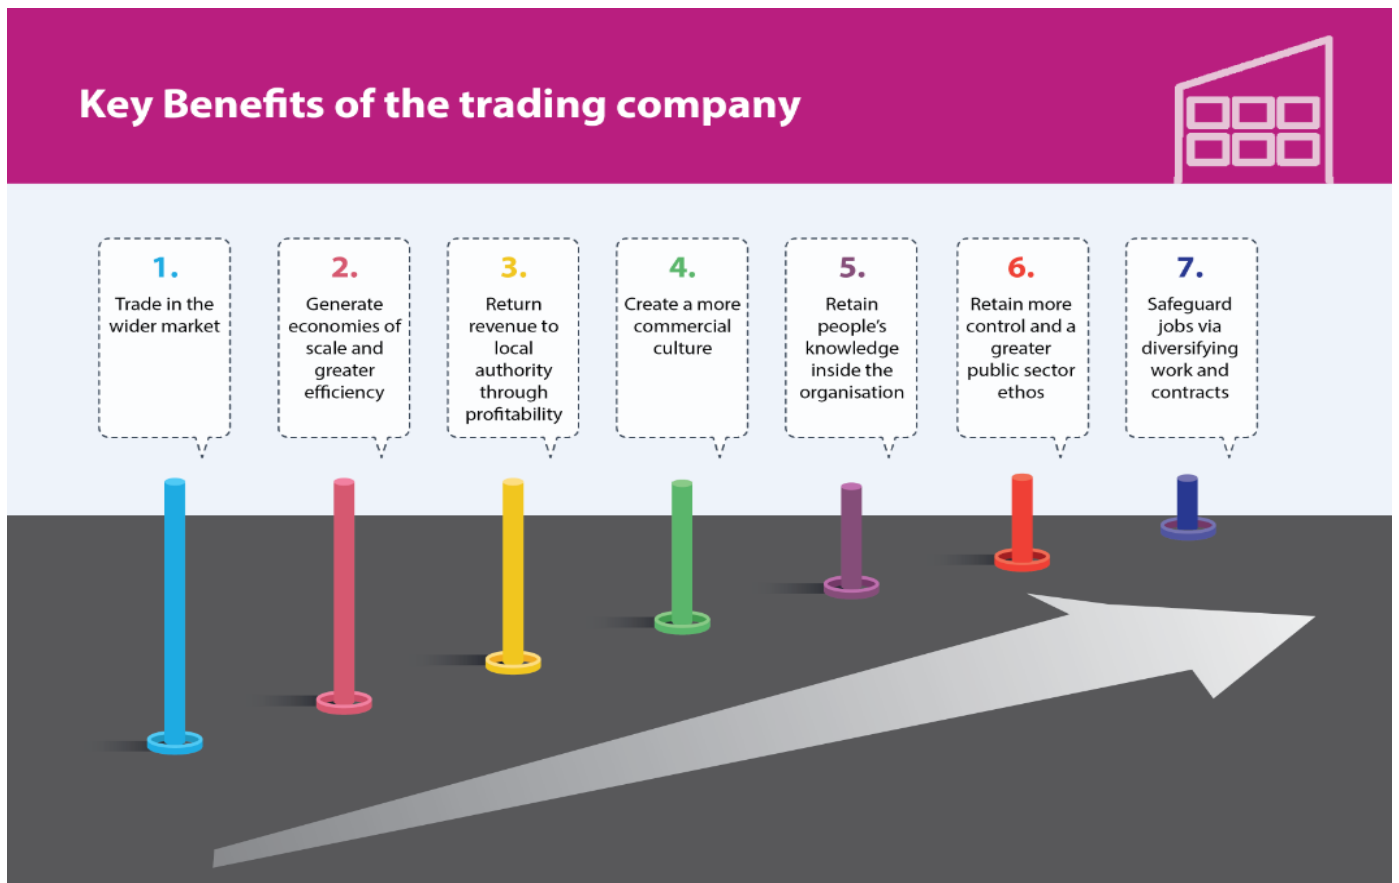 Key Benefits of the trading company
1.
Trade in the
wider market
2.
Generate
economies of
scale and
greater
efficiency
3.
Return
revenue to
local
authority
through
profitability
4.
Create a more
commercial
culture
5.
Retain
people’s
knowledge
inside the
organisation
6.
Retain more
control and a
greater
public sector
ethos
7.
Safeguard
jobs via
diversifying
work and
contracts